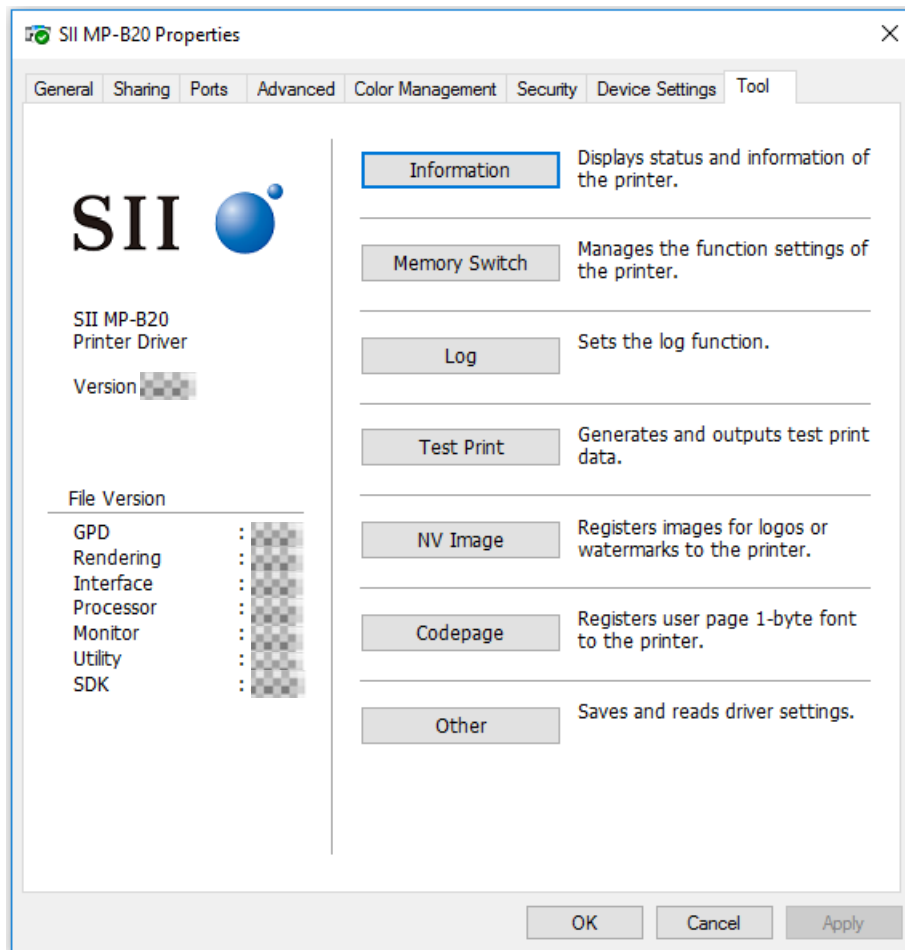 SII MP-B20 Properties
General Sharing Ports Advanced Color Management Security Device Settings Tool
SII
SII MP-B20
Printer Driver
Version
File Version
GPD :
Rendering :
Interface :
Processor :
Monitor :
Utility :
SDK :
Information
Displays status and information of
the printer.
Memory Switch
Manages the function settings of
the printer.
Log
Sets the log function.
Test Print
Generates and outputs test print
data.
NV Image
Registers images for logos or
watermarks to the printer.
Codepage
Registers user page 1-byte font
to the printer.
Other
Saves and reads driver settings.
OK Cancel Apply